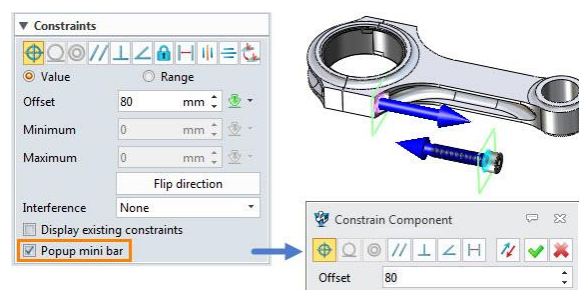 Constraints
Value
Range
Offset 80 mm
Minimum 0 mm
Maximum 0 mm
Flip direction
Interference None
Display existing constraints
Popup mini bar
Constrain Component
Offset 80